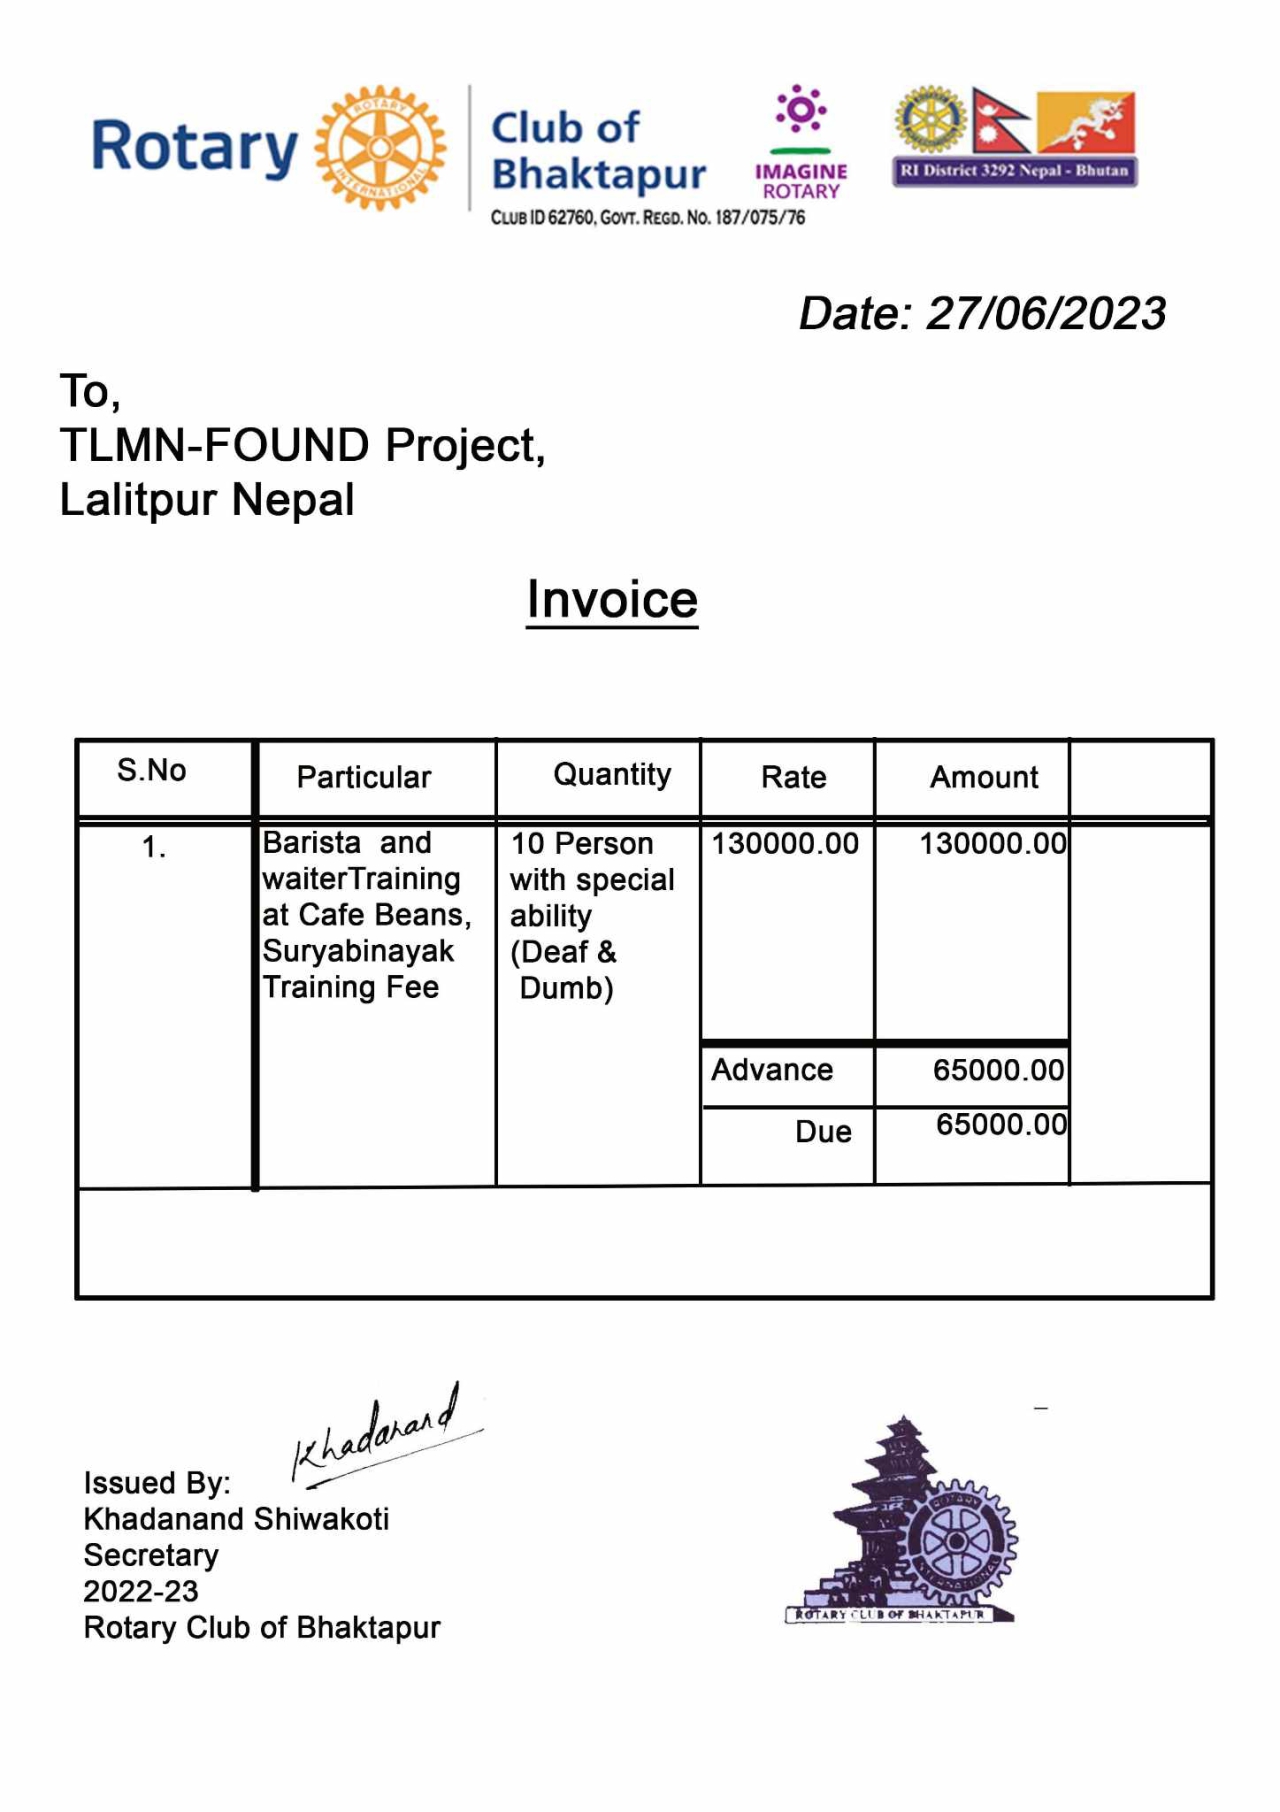 Rotary
ROTARY
INTERNATIONAL
Club of
Bhaktapur
CLUB ID 62760, GOVT. REGD. NO. 187/075/76
IMAGINE
ROTARY
RI District 3292 Nepal - Bhutan
Date: 27/06/2023
To,
TLMN-FOUND Project,
Lalitpur Nepal
Invoice
S.No Particular Quantity Rate Amount
1. Barista and 10 Person 130000.00 130000.00
waiterTraining with special
at Cafe Beans, ability
Suryabinayak (Deaf &
Training Fee Dumb)
Advance 65000.00
Due 65000.00
Khadanand
Issued By:
Khadanand Shiwakoti
Secretary
2022-23
Rotary Club of Bhaktapur
ROTARY
INTERNATIONAL
ROTARY CLUB OF BHAKTAPUR